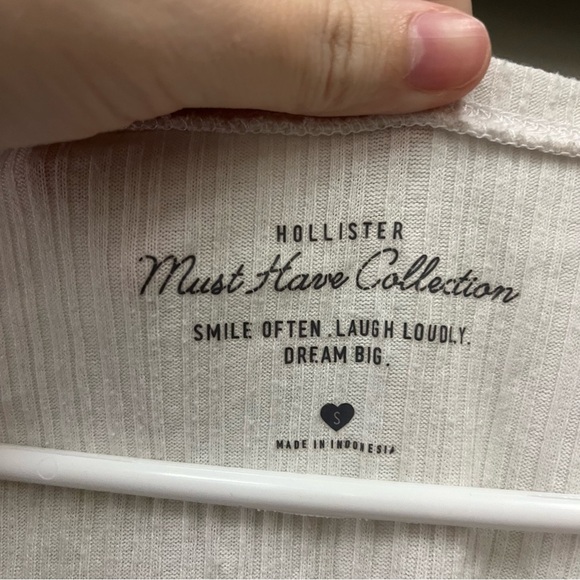 HOLLISTER
Must Have Collection
SMILE OFTEN. LAUGH LOUDLY.
DREAM BIG.
S
MADE IN INDONESIA